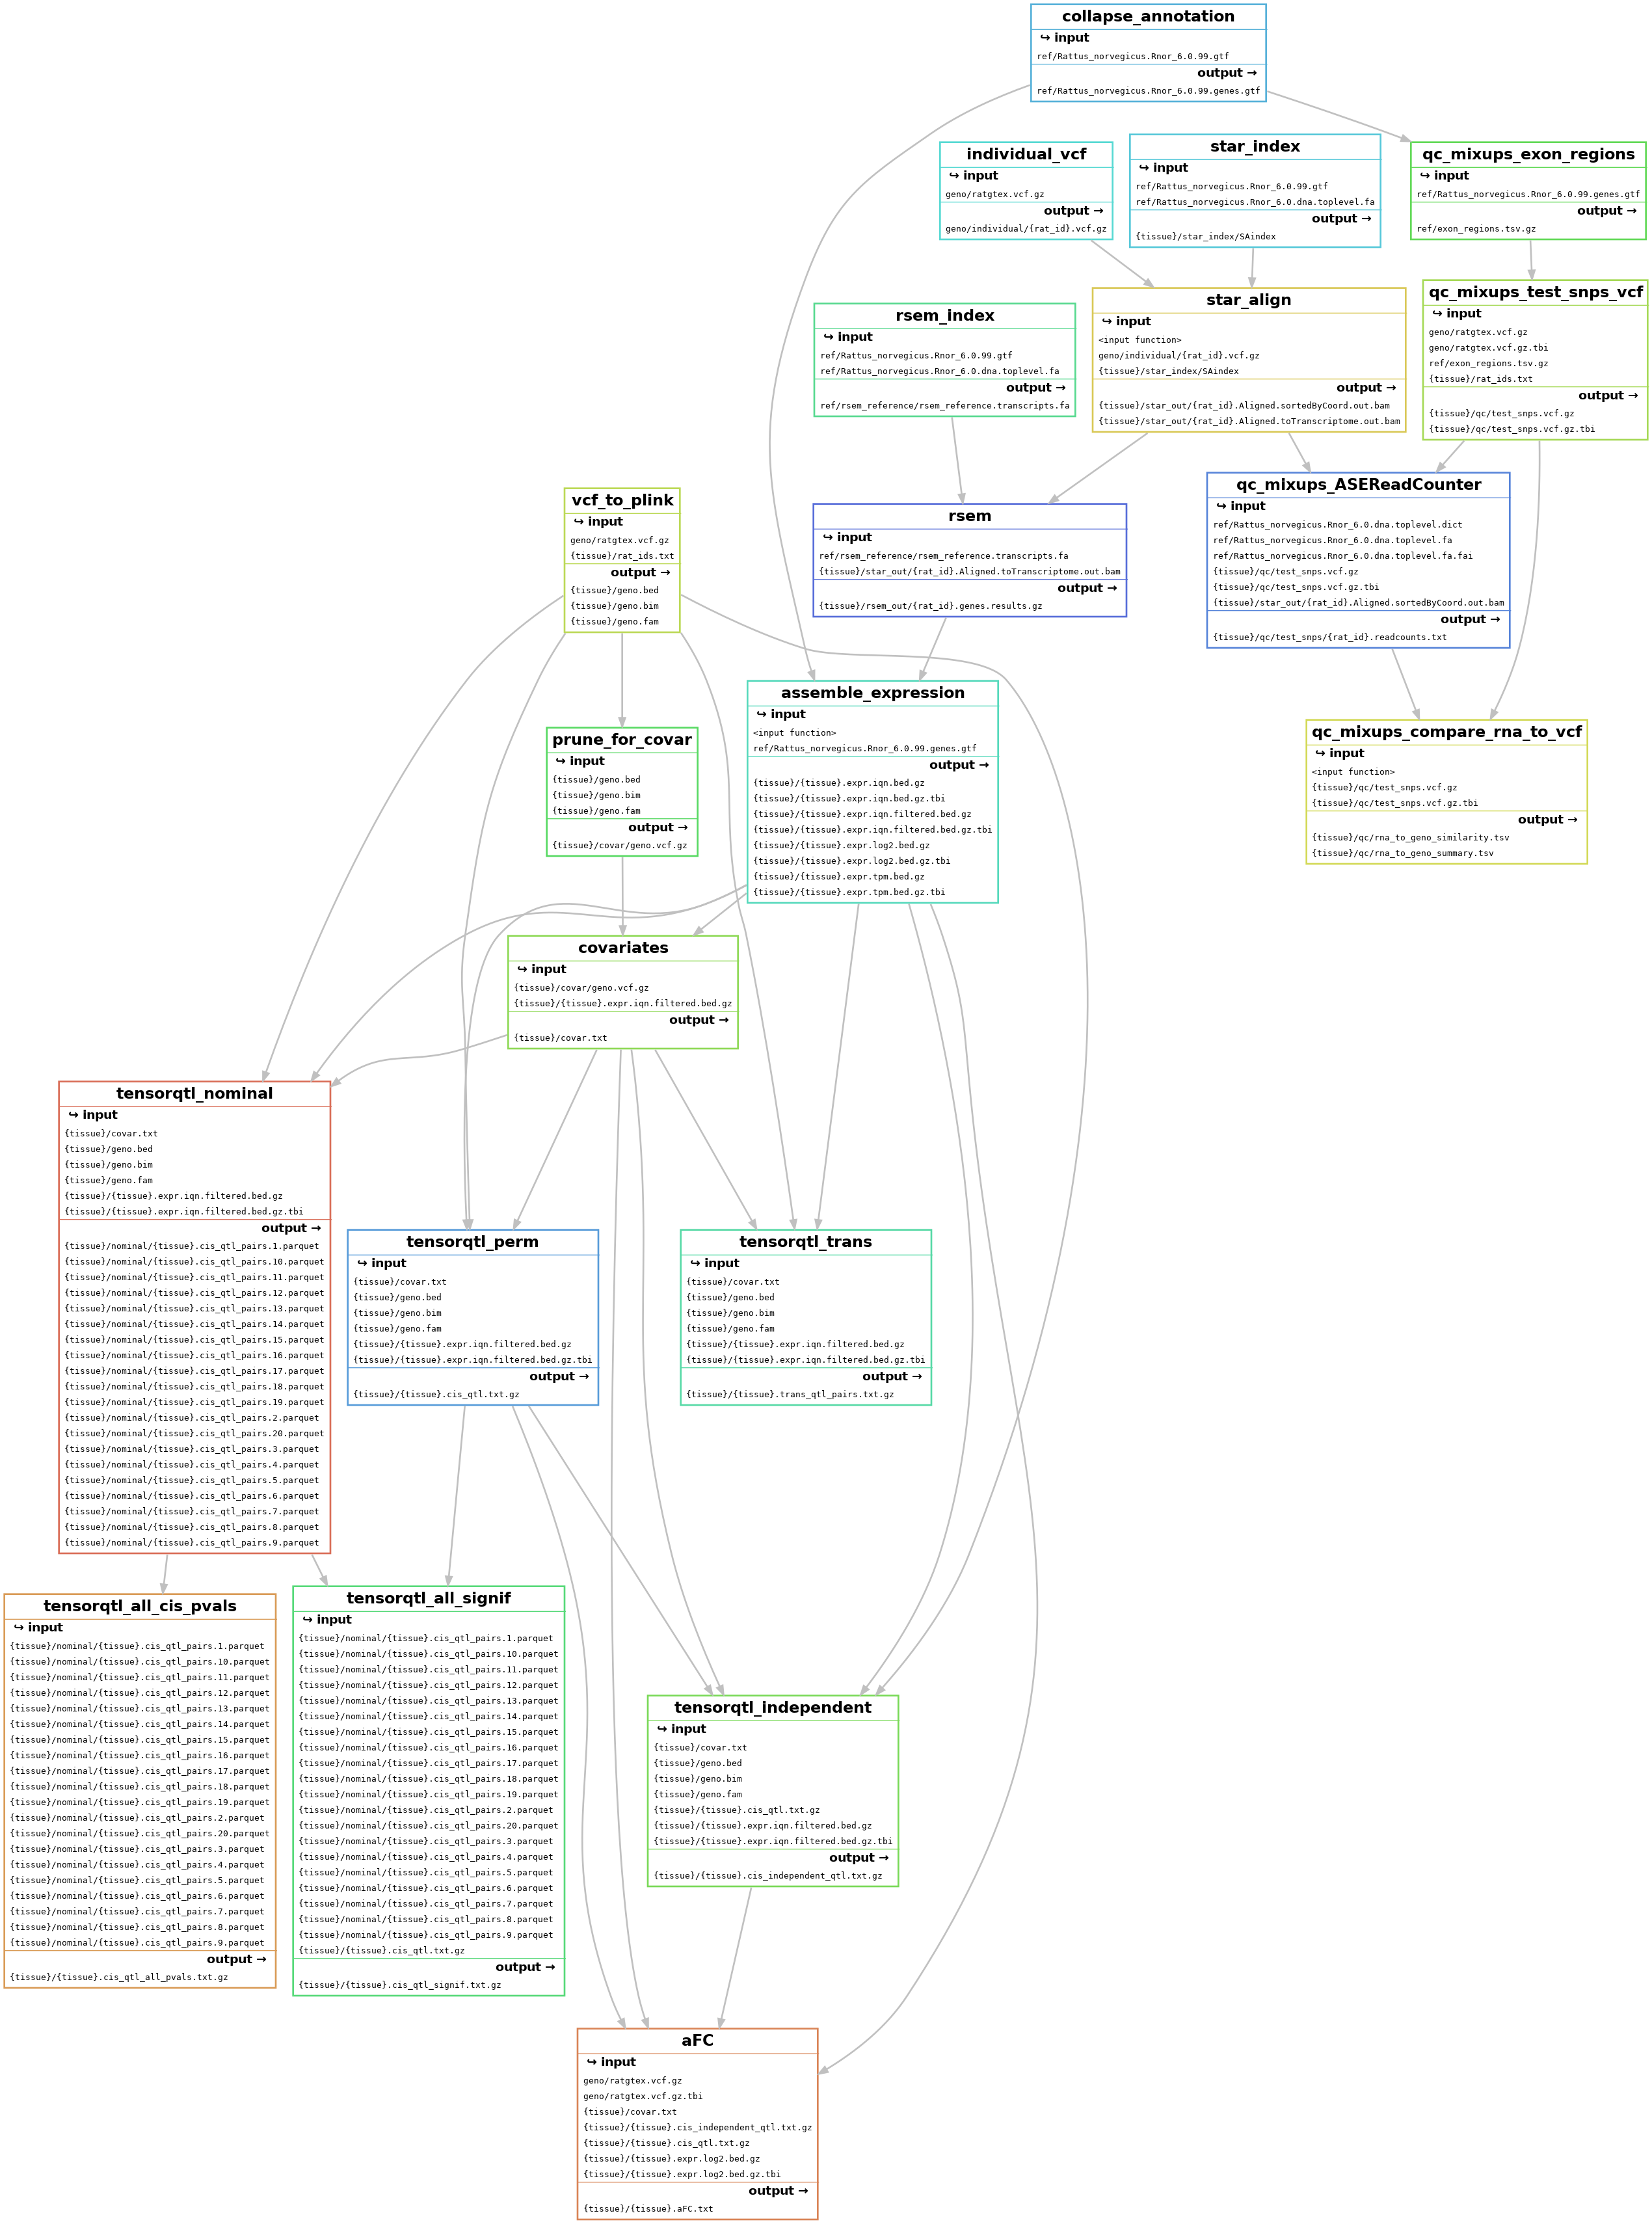 collapse_annotation
↪ input
ref/Rattus_norvegicus.Rnor_6.0.99.gtf
output →
ref/Rattus_norvegicus.Rnor_6.0.99.genes.gtf
individual_vcf
↪ input
geno/ratgtex.vcf.gz
output →
geno/individual/{rat_id}.vcf.gz
star_index
↪ input
ref/Rattus_norvegicus.Rnor_6.0.99.gtf
ref/Rattus_norvegicus.Rnor_6.0.dna.toplevel.fa
output →
{tissue}/star_index/SAindex
qc_mixups_exon_regions
↪ input
ref/Rattus_norvegicus.Rnor_6.0.99.genes.gtf
output →
ref/exon_regions.tsv.gz
rsem_index
↪ input
ref/Rattus_norvegicus.Rnor_6.0.99.gtf
ref/Rattus_norvegicus.Rnor_6.0.dna.toplevel.fa
output →
ref/rsem_reference/rsem_reference.transcripts.fa
star_align
↪ input
<input function>
geno/individual/{rat_id}.vcf.gz
{tissue}/star_index/SAindex
output →
{tissue}/star_out/{rat_id}.Aligned.sortedByCoord.out.bam
{tissue}/star_out/{rat_id}.Aligned.toTranscriptome.out.bam
qc_mixups_test_snps_vcf
↪ input
geno/ratgtex.vcf.gz
geno/ratgtex.vcf.gz.tbi
ref/exon_regions.tsv.gz
{tissue}/rat_ids.txt
output →
{tissue}/qc/test_snps.vcf.gz
{tissue}/qc/test_snps.vcf.gz.tbi
vcf_to_plink
↪ input
geno/ratgtex.vcf.gz
{tissue}/rat_ids.txt
output →
{tissue}/geno.bed
{tissue}/geno.bim
{tissue}/geno.fam
rsem
↪ input
ref/rsem_reference/rsem_reference.transcripts.fa
{tissue}/star_out/{rat_id}.Aligned.toTranscriptome.out.bam
output →
{tissue}/rsem_out/{rat_id}.genes.results.gz
qc_mixups_ASEReadCounter
↪ input
ref/Rattus_norvegicus.Rnor_6.0.dna.toplevel.dict
ref/Rattus_norvegicus.Rnor_6.0.dna.toplevel.fa
ref/Rattus_norvegicus.Rnor_6.0.dna.toplevel.fa.fai
{tissue}/qc/test_snps.vcf.gz
{tissue}/qc/test_snps.vcf.gz.tbi
{tissue}/star_out/{rat_id}.Aligned.sortedByCoord.out.bam
output →
{tissue}/qc/test_snps/{rat_id}.readcounts.txt
prune_for_covar
↪ input
{tissue}/geno.bed
{tissue}/geno.bim
{tissue}/geno.fam
output →
{tissue}/covar/geno.vcf.gz
assemble_expression
↪ input
<input function>
ref/Rattus_norvegicus.Rnor_6.0.99.genes.gtf
output →
{tissue}/{tissue}.expr.iqn.bed.gz
{tissue}/{tissue}.expr.iqn.bed.gz.tbi
{tissue}/{tissue}.expr.iqn.filtered.bed.gz
{tissue}/{tissue}.expr.iqn.filtered.bed.gz.tbi
{tissue}/{tissue}.expr.log2.bed.gz
{tissue}/{tissue}.expr.log2.bed.gz.tbi
{tissue}/{tissue}.expr.tpm.bed.gz
{tissue}/{tissue}.expr.tpm.bed.gz.tbi
qc_mixups_compare_rna_to_vcf
↪ input
<input function>
{tissue}/qc/test_snps.vcf.gz
{tissue}/qc/test_snps.vcf.gz.tbi
output →
{tissue}/qc/rna_to_geno_similarity.tsv
{tissue}/qc/rna_to_geno_summary.tsv
covariates
↪ input
{tissue}/covar/geno.vcf.gz
{tissue}/{tissue}.expr.iqn.filtered.bed.gz
output →
{tissue}/covar.txt
tensorqtl_nominal
↪ input
{tissue}/covar.txt
{tissue}/geno.bed
{tissue}/geno.bim
{tissue}/geno.fam
{tissue}/{tissue}.expr.iqn.filtered.bed.gz
{tissue}/{tissue}.expr.iqn.filtered.bed.gz.tbi
output →
{tissue}/nominal/{tissue}.cis_qtl_pairs.1.parquet
{tissue}/nominal/{tissue}.cis_qtl_pairs.10.parquet
{tissue}/nominal/{tissue}.cis_qtl_pairs.11.parquet
{tissue}/nominal/{tissue}.cis_qtl_pairs.12.parquet
{tissue}/nominal/{tissue}.cis_qtl_pairs.13.parquet
{tissue}/nominal/{tissue}.cis_qtl_pairs.14.parquet
{tissue}/nominal/{tissue}.cis_qtl_pairs.15.parquet
{tissue}/nominal/{tissue}.cis_qtl_pairs.16.parquet
{tissue}/nominal/{tissue}.cis_qtl_pairs.17.parquet
{tissue}/nominal/{tissue}.cis_qtl_pairs.18.parquet
{tissue}/nominal/{tissue}.cis_qtl_pairs.19.parquet
{tissue}/nominal/{tissue}.cis_qtl_pairs.2.parquet
{tissue}/nominal/{tissue}.cis_qtl_pairs.20.parquet
{tissue}/nominal/{tissue}.cis_qtl_pairs.3.parquet
{tissue}/nominal/{tissue}.cis_qtl_pairs.4.parquet
{tissue}/nominal/{tissue}.cis_qtl_pairs.5.parquet
{tissue}/nominal/{tissue}.cis_qtl_pairs.6.parquet
{tissue}/nominal/{tissue}.cis_qtl_pairs.7.parquet
{tissue}/nominal/{tissue}.cis_qtl_pairs.8.parquet
{tissue}/nominal/{tissue}.cis_qtl_pairs.9.parquet
tensorqtl_perm
↪ input
{tissue}/covar.txt
{tissue}/geno.bed
{tissue}/geno.bim
{tissue}/geno.fam
{tissue}/{tissue}.expr.iqn.filtered.bed.gz
{tissue}/{tissue}.expr.iqn.filtered.bed.gz.tbi
output →
{tissue}/{tissue}.cis_qtl.txt.gz
tensorqtl_trans
↪ input
{tissue}/covar.txt
{tissue}/geno.bed
{tissue}/geno.bim
{tissue}/geno.fam
{tissue}/{tissue}.expr.iqn.filtered.bed.gz
{tissue}/{tissue}.expr.iqn.filtered.bed.gz.tbi
output →
{tissue}/{tissue}.trans_qtl_pairs.txt.gz
tensorqtl_all_cis_pvals
↪ input
{tissue}/nominal/{tissue}.cis_qtl_pairs.1.parquet
{tissue}/nominal/{tissue}.cis_qtl_pairs.10.parquet
{tissue}/nominal/{tissue}.cis_qtl_pairs.11.parquet
{tissue}/nominal/{tissue}.cis_qtl_pairs.12.parquet
{tissue}/nominal/{tissue}.cis_qtl_pairs.13.parquet
{tissue}/nominal/{tissue}.cis_qtl_pairs.14.parquet
{tissue}/nominal/{tissue}.cis_qtl_pairs.15.parquet
{tissue}/nominal/{tissue}.cis_qtl_pairs.16.parquet
{tissue}/nominal/{tissue}.cis_qtl_pairs.17.parquet
{tissue}/nominal/{tissue}.cis_qtl_pairs.18.parquet
{tissue}/nominal/{tissue}.cis_qtl_pairs.19.parquet
{tissue}/nominal/{tissue}.cis_qtl_pairs.2.parquet
{tissue}/nominal/{tissue}.cis_qtl_pairs.20.parquet
{tissue}/nominal/{tissue}.cis_qtl_pairs.3.parquet
{tissue}/nominal/{tissue}.cis_qtl_pairs.4.parquet
{tissue}/nominal/{tissue}.cis_qtl_pairs.5.parquet
{tissue}/nominal/{tissue}.cis_qtl_pairs.6.parquet
{tissue}/nominal/{tissue}.cis_qtl_pairs.7.parquet
{tissue}/nominal/{tissue}.cis_qtl_pairs.8.parquet
{tissue}/nominal/{tissue}.cis_qtl_pairs.9.parquet
output →
{tissue}/{tissue}.cis_qtl_all_pvals.txt.gz
tensorqtl_all_signif
↪ input
{tissue}/nominal/{tissue}.cis_qtl_pairs.1.parquet
{tissue}/nominal/{tissue}.cis_qtl_pairs.10.parquet
{tissue}/nominal/{tissue}.cis_qtl_pairs.11.parquet
{tissue}/nominal/{tissue}.cis_qtl_pairs.12.parquet
{tissue}/nominal/{tissue}.cis_qtl_pairs.13.parquet
{tissue}/nominal/{tissue}.cis_qtl_pairs.14.parquet
{tissue}/nominal/{tissue}.cis_qtl_pairs.15.parquet
{tissue}/nominal/{tissue}.cis_qtl_pairs.16.parquet
{tissue}/nominal/{tissue}.cis_qtl_pairs.17.parquet
{tissue}/nominal/{tissue}.cis_qtl_pairs.18.parquet
{tissue}/nominal/{tissue}.cis_qtl_pairs.19.parquet
{tissue}/nominal/{tissue}.cis_qtl_pairs.2.parquet
{tissue}/nominal/{tissue}.cis_qtl_pairs.20.parquet
{tissue}/nominal/{tissue}.cis_qtl_pairs.3.parquet
{tissue}/nominal/{tissue}.cis_qtl_pairs.4.parquet
{tissue}/nominal/{tissue}.cis_qtl_pairs.5.parquet
{tissue}/nominal/{tissue}.cis_qtl_pairs.6.parquet
{tissue}/nominal/{tissue}.cis_qtl_pairs.7.parquet
{tissue}/nominal/{tissue}.cis_qtl_pairs.8.parquet
{tissue}/nominal/{tissue}.cis_qtl_pairs.9.parquet
{tissue}/{tissue}.cis_qtl.txt.gz
output →
{tissue}/{tissue}.cis_qtl_signif.txt.gz
tensorqtl_independent
↪ input
{tissue}/covar.txt
{tissue}/geno.bed
{tissue}/geno.bim
{tissue}/geno.fam
{tissue}/{tissue}.cis_qtl.txt.gz
{tissue}/{tissue}.expr.iqn.filtered.bed.gz
{tissue}/{tissue}.expr.iqn.filtered.bed.gz.tbi
output →
{tissue}/{tissue}.cis_independent_qtl.txt.gz
aFC
↪ input
geno/ratgtex.vcf.gz
geno/ratgtex.vcf.gz.tbi
{tissue}/covar.txt
{tissue}/{tissue}.cis_independent_qtl.txt.gz
{tissue}/{tissue}.cis_qtl.txt.gz
{tissue}/{tissue}.expr.log2.bed.gz
{tissue}/{tissue}.expr.log2.bed.gz.tbi
output →
{tissue}/{tissue}.aFC.txt